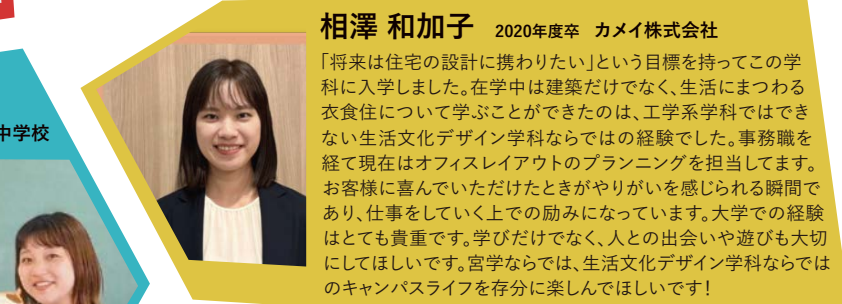 相澤 和加子 2020年度卒 カメイ株式会社
「将来は住宅の設計に携わりたい」という目標を持ってこの学
科に入学しました。在学中は建築だけでなく、生活にまつわる
衣食住について学ぶことができたのは、工学系学科ではでき
ない生活文化デザイン学科ならではの経験でした。事務職を
経て現在はオフィスレイアウトのプランニングを担当してます。
お客様に喜んでいただけたときがやりがいを感じられる瞬間で
あり、仕事をしていく上での励みになっています。大学での経験
はとても貴重です。学びだけでなく、人との出会いや遊びも大切
にしてほしいです。宮学ならでは、生活文化デザイン学科ならでは
のキャンパスライフを存分に楽しんでほしいです！
中学校